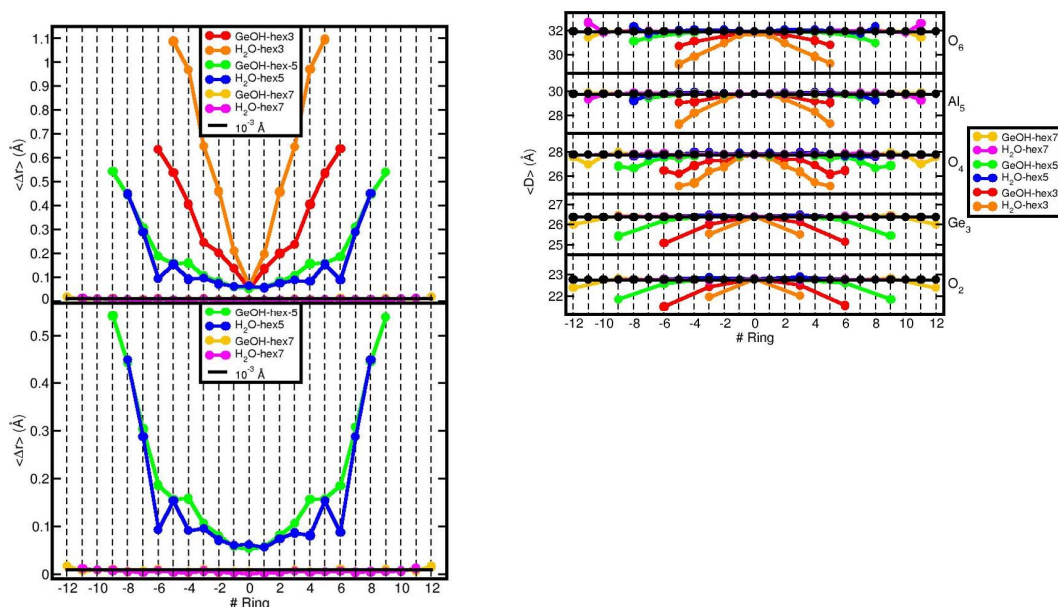 GeOH-hex3
H₂O-hex3
GeOH-hex-5
H₂O-hex5
GeOH-hex7
H₂O-hex7
10⁻³ Å
1.1
1
0.9
0.8
0.7
0.6
0.5
0.4
0.3
0.2
0.1
0
<Δr> (Å)
GeOH-hex-5
H₂O-hex5
GeOH-hex7
H₂O-hex7
10⁻³ Å
0.5
0.4
0.3
0.2
0.1
0
<Δr> (Å)
-12 -10 -8 -6 -4 -2 0 2 4 6 8 10 12
# Ring
32
30
O₆
30
28
Al₅
28
26
O₄
27
26
25
Ge₃
23
22
O₂
<D> (Å)
-12 -10 -8 -6 -4 -2 0 2 4 6 8 10 12
# Ring
GeOH-hex7
H₂O-hex7
GeOH-hex5
H₂O-hex5
GeOH-hex3
H₂O-hex3